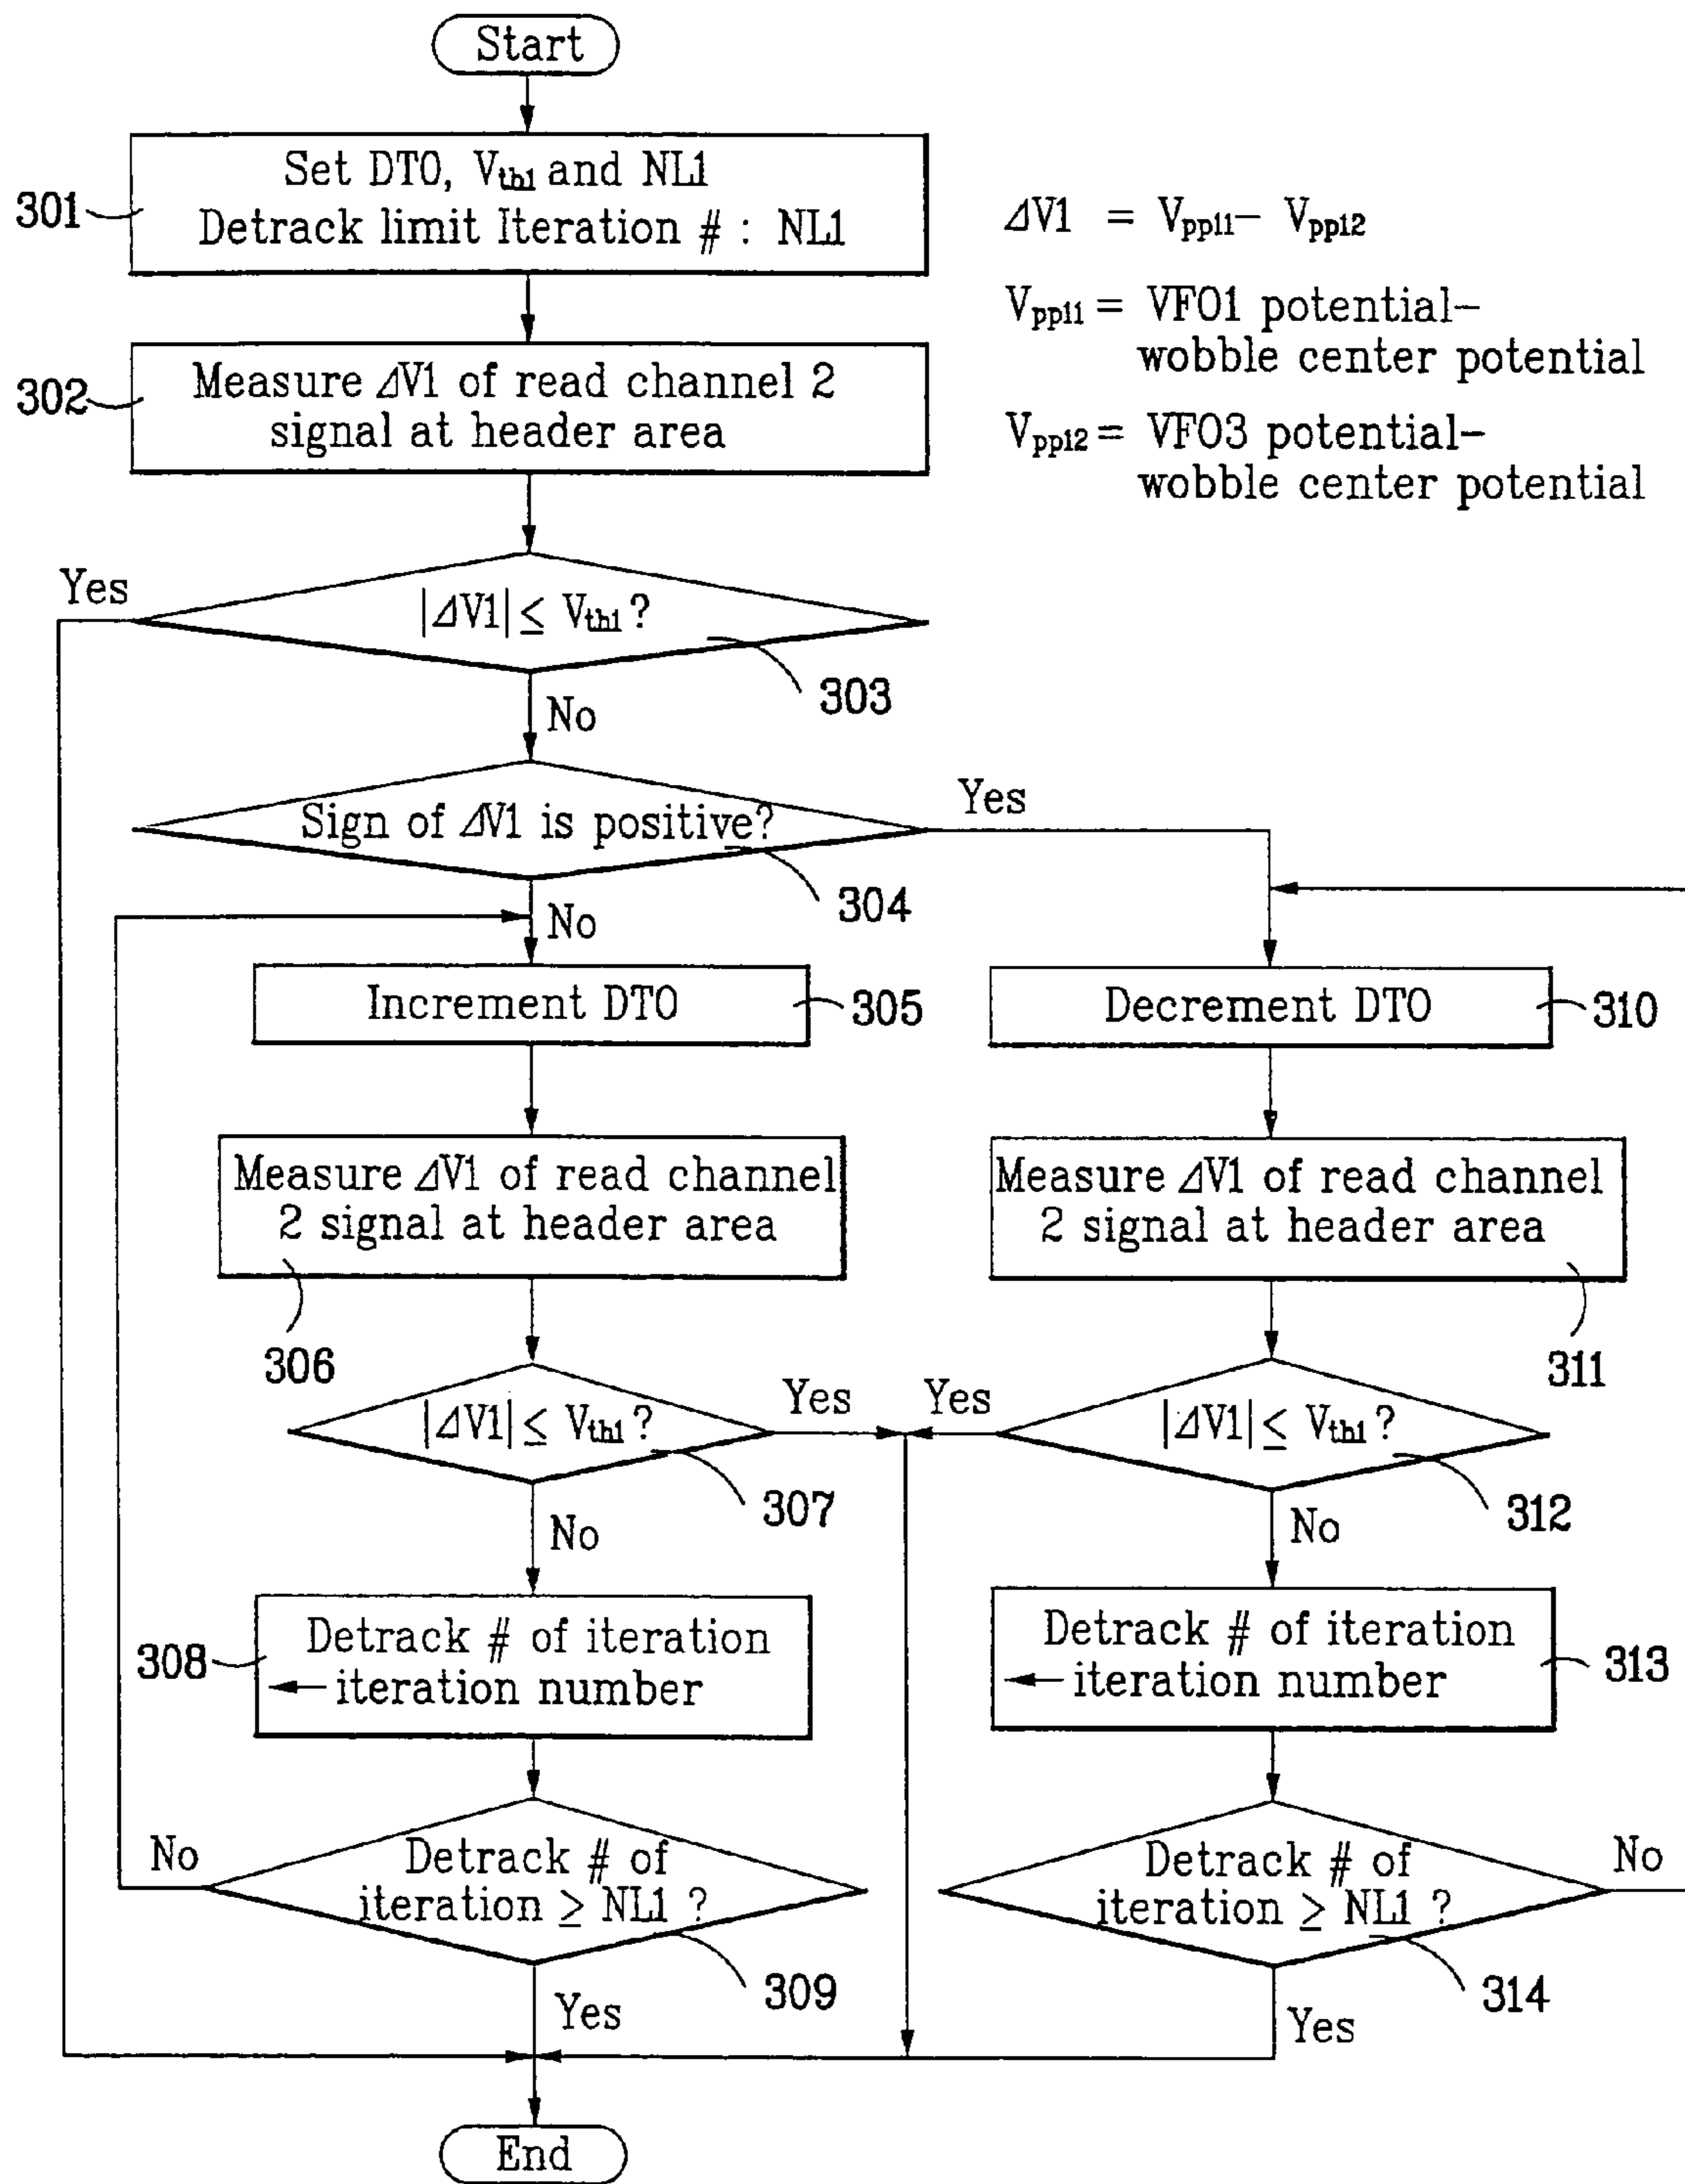 Start
301
Set DTO, Vth1 and NL1
Detrack limit Iteration # : NL1
ΔV1 = Vpp11− Vpp12
Vpp11 = VFO1 potential−
wobble center potential
Vpp12 = VFO3 potential−
wobble center potential
302
Measure ΔV1 of read channel 2
signal at header area
Yes
|ΔV1| ≤ Vth1 ?
303
No
Sign of ΔV1 is positive?
Yes
304
No
Increment DTO
305
Decrement DTO
310
Measure ΔV1 of read channel
2 signal at header area
306
Measure ΔV1 of read channel
2 signal at header area
311
|ΔV1| ≤ Vth1 ?
Yes
307
No
Yes
|ΔV1| ≤ Vth1 ?
312
No
308
Detrack # of iteration
← iteration number
Detrack # of iteration
← iteration number
313
No
Detrack # of
iteration ≥ NL1 ?
309
Yes
Detrack # of
iteration ≥ NL1 ?
No
314
Yes
End